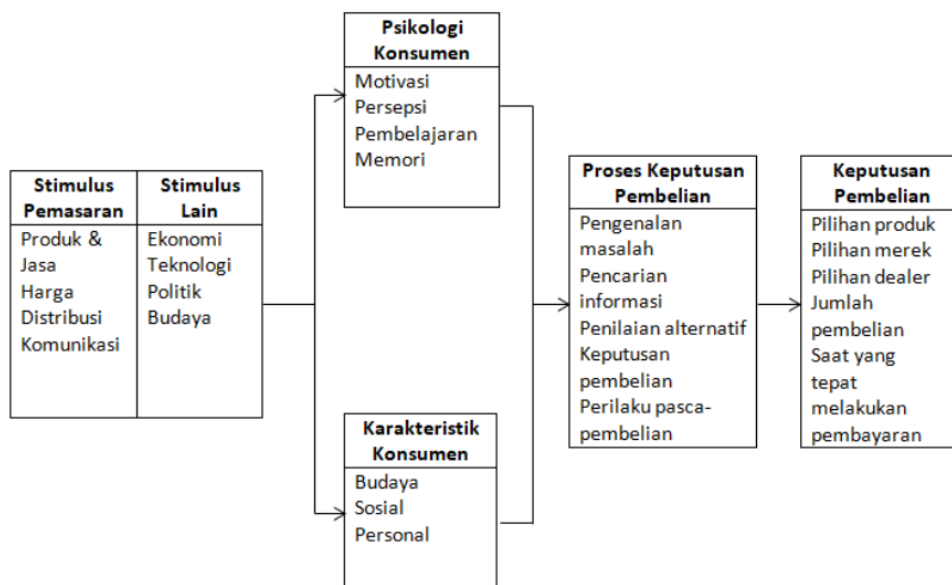 Stimulus
Pemasaran
Produk &
Jasa
Harga
Distribusi
Komunikasi
Stimulus
Lain
Ekonomi
Teknologi
Politik
Budaya
Psikologi
Konsumen
Motivasi
Persepsi
Pembelajaran
Memori
Karakteristik
Konsumen
Budaya
Sosial
Personal
Proses Keputusan
Pembelian
Pengenalan
masalah
Pencarian
informasi
Penilaian alternatif
Keputusan
pembelian
Perilaku pasca-
pembelian
Keputusan
Pembelian
Pilihan produk
Pilihan merek
Pilihan dealer
Jumlah
pembelian
Saat yang
tepat
melakukan
pembayaran